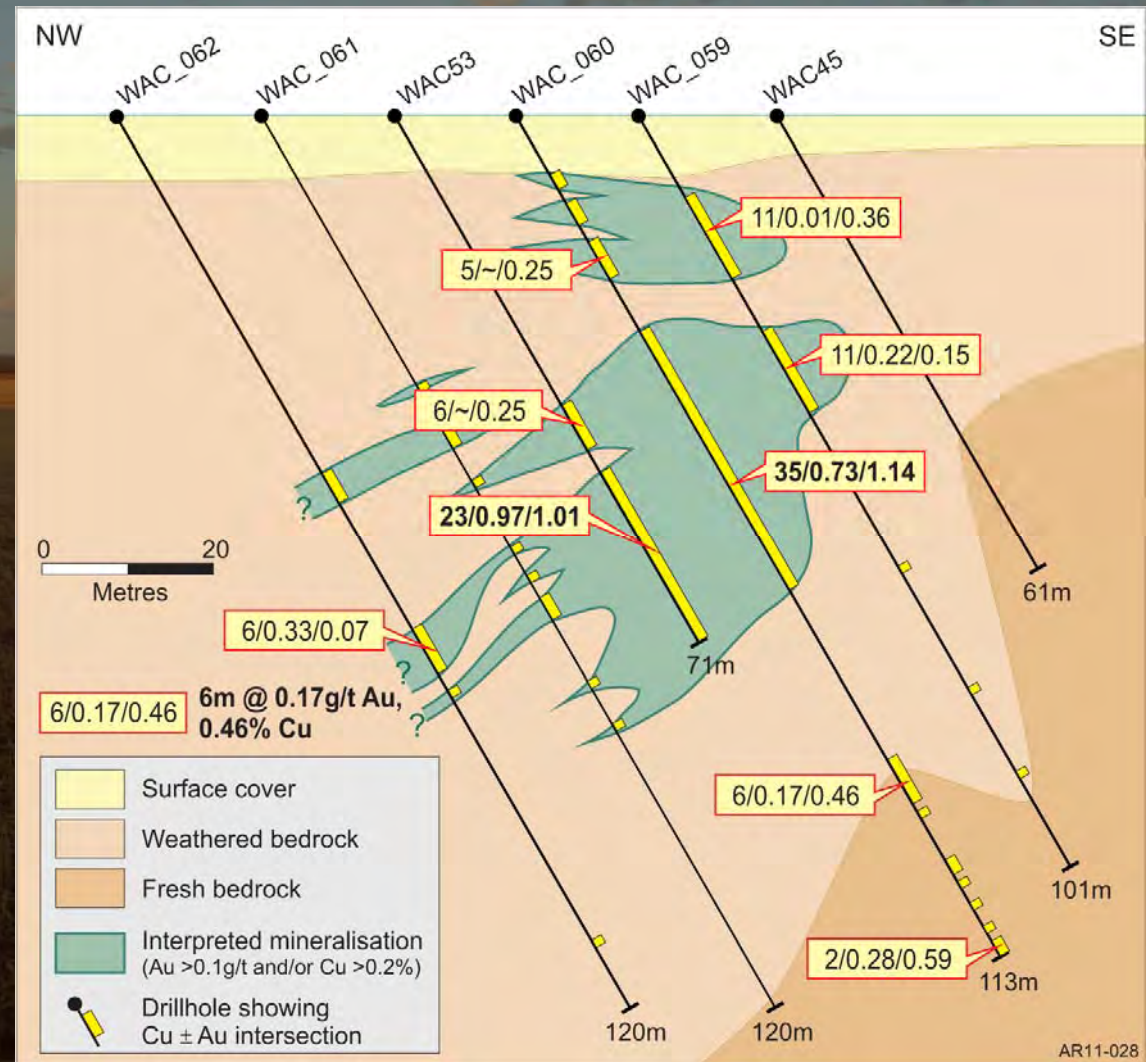 NW
SE
WAC_062
WAC_061
WAC53
WAC_060
WAC_059
WAC45
11/0.01/0.36
5/~/0.25
11/0.22/0.15
6/~/0.25
35/0.73/1.14
23/0.97/1.01
?
0 20
Metres
61m
6/0.33/0.07
71m
?
6/0.17/0.46 6m @ 0.17g/t Au,
0.46% Cu
?
6/0.17/0.46
Surface cover
Weathered bedrock
Fresh bedrock
Interpreted mineralisation
(Au >0.1g/t and/or Cu >0.2%)
Drillhole showing
Cu ± Au intersection
101m
2/0.28/0.59
113m
120m
120m
AR11-028